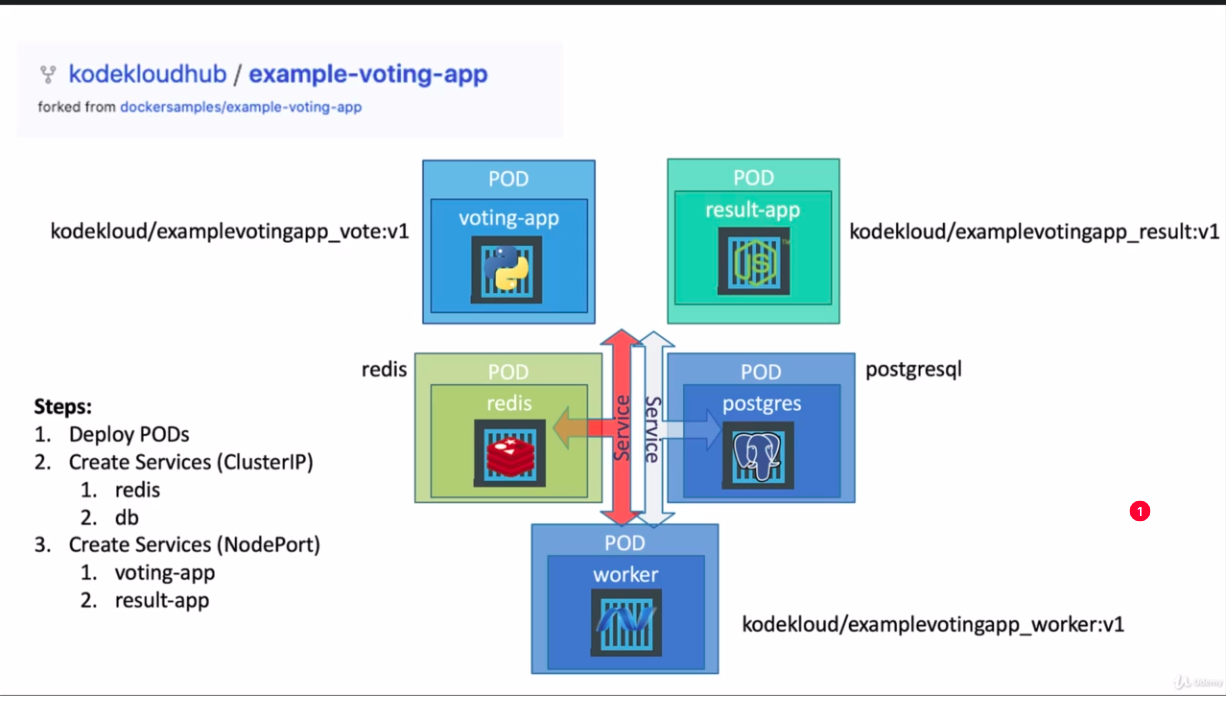 kodekloudhub / example-voting-app
forked from dockersamples/example-voting-app
POD
voting-app
kodekloud/examplevotingapp_vote:v1
POD
result-app
JS
kodekloud/examplevotingapp_result:v1
redis
POD
redis
Service
Service
POD
postgres
postgresql
Steps:
1. Deploy PODs
2. Create Services (ClusterIP)
1. redis
2. db
3. Create Services (NodePort)
1. voting-app
2. result-app
1
POD
worker
kodekloud/examplevotingapp_worker:v1
Udemy